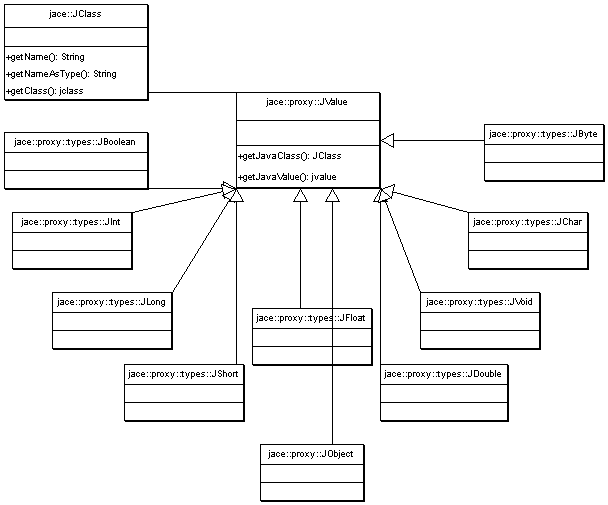 jace::JClass
+getName(): String
+getNameAsType(): String
+getClass(): jclass
jace::proxy::JValue
+getJavaClass(): JClass
+getJavaValue(): jvalue
jace::proxy::types::JByte
jace::proxy::types::JBoolean
jace::proxy::types::JInt
jace::proxy::types::JChar
jace::proxy::types::JLong
jace::proxy::types::JVoid
jace::proxy::types::JFloat
jace::proxy::types::JShort
jace::proxy::types::JDouble
jace::proxy::JObject